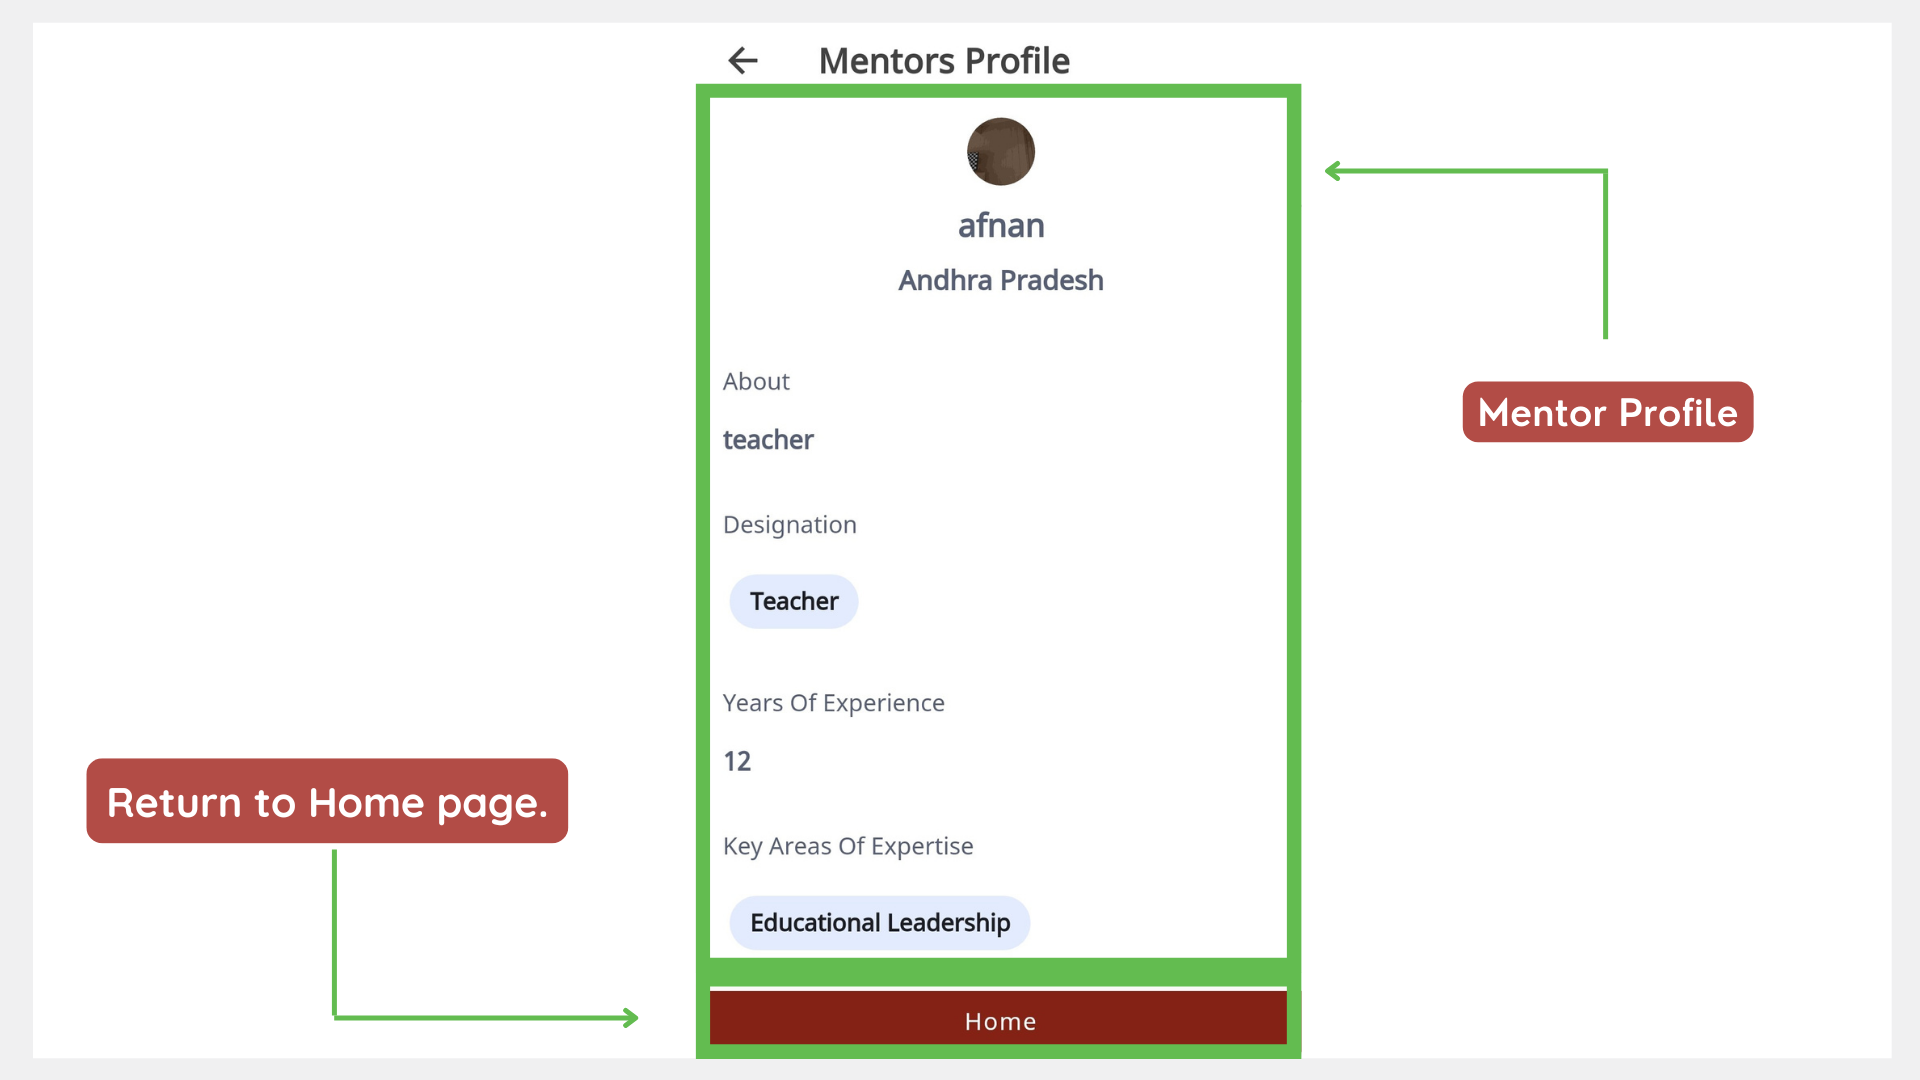 Mentors Profile
afnan
Andhra Pradesh
About
teacher
Designation
Teacher
Years Of Experience
12
Key Areas Of Expertise
Educational Leadership
Home
Mentor Profile
Return to Home page.